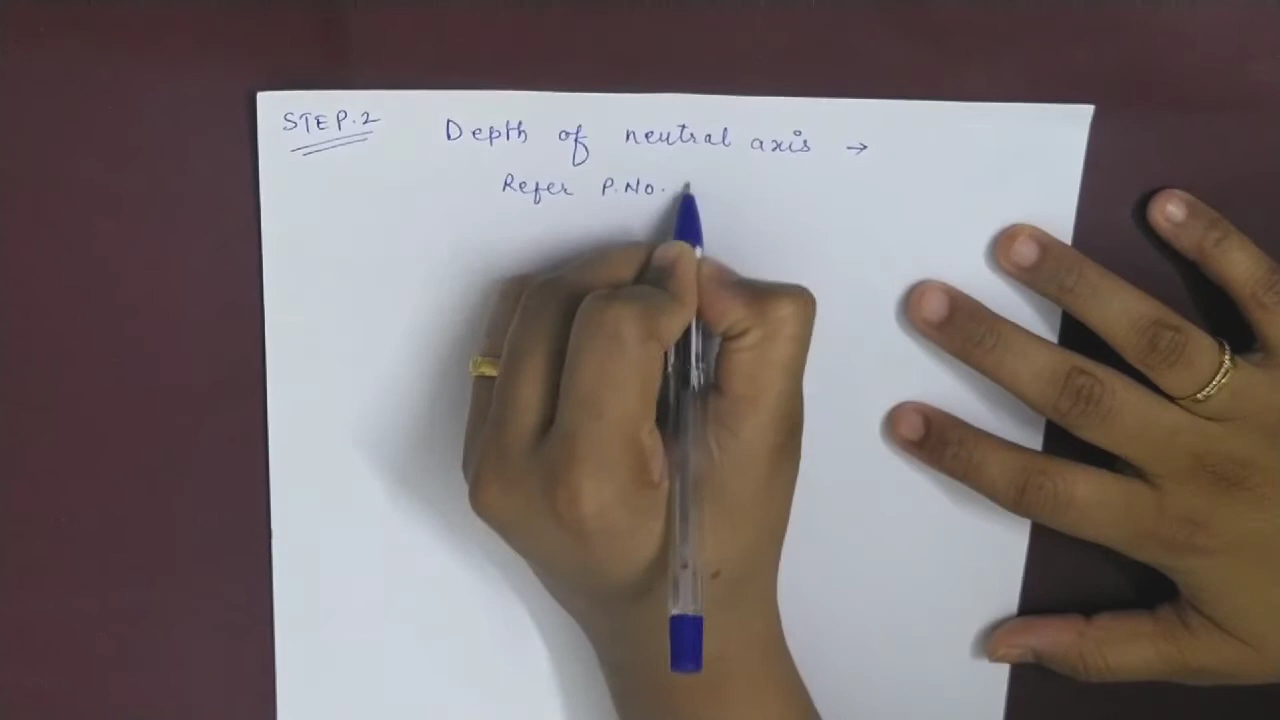 STEP.2
Depth of neutral axis →
Refer P.No.